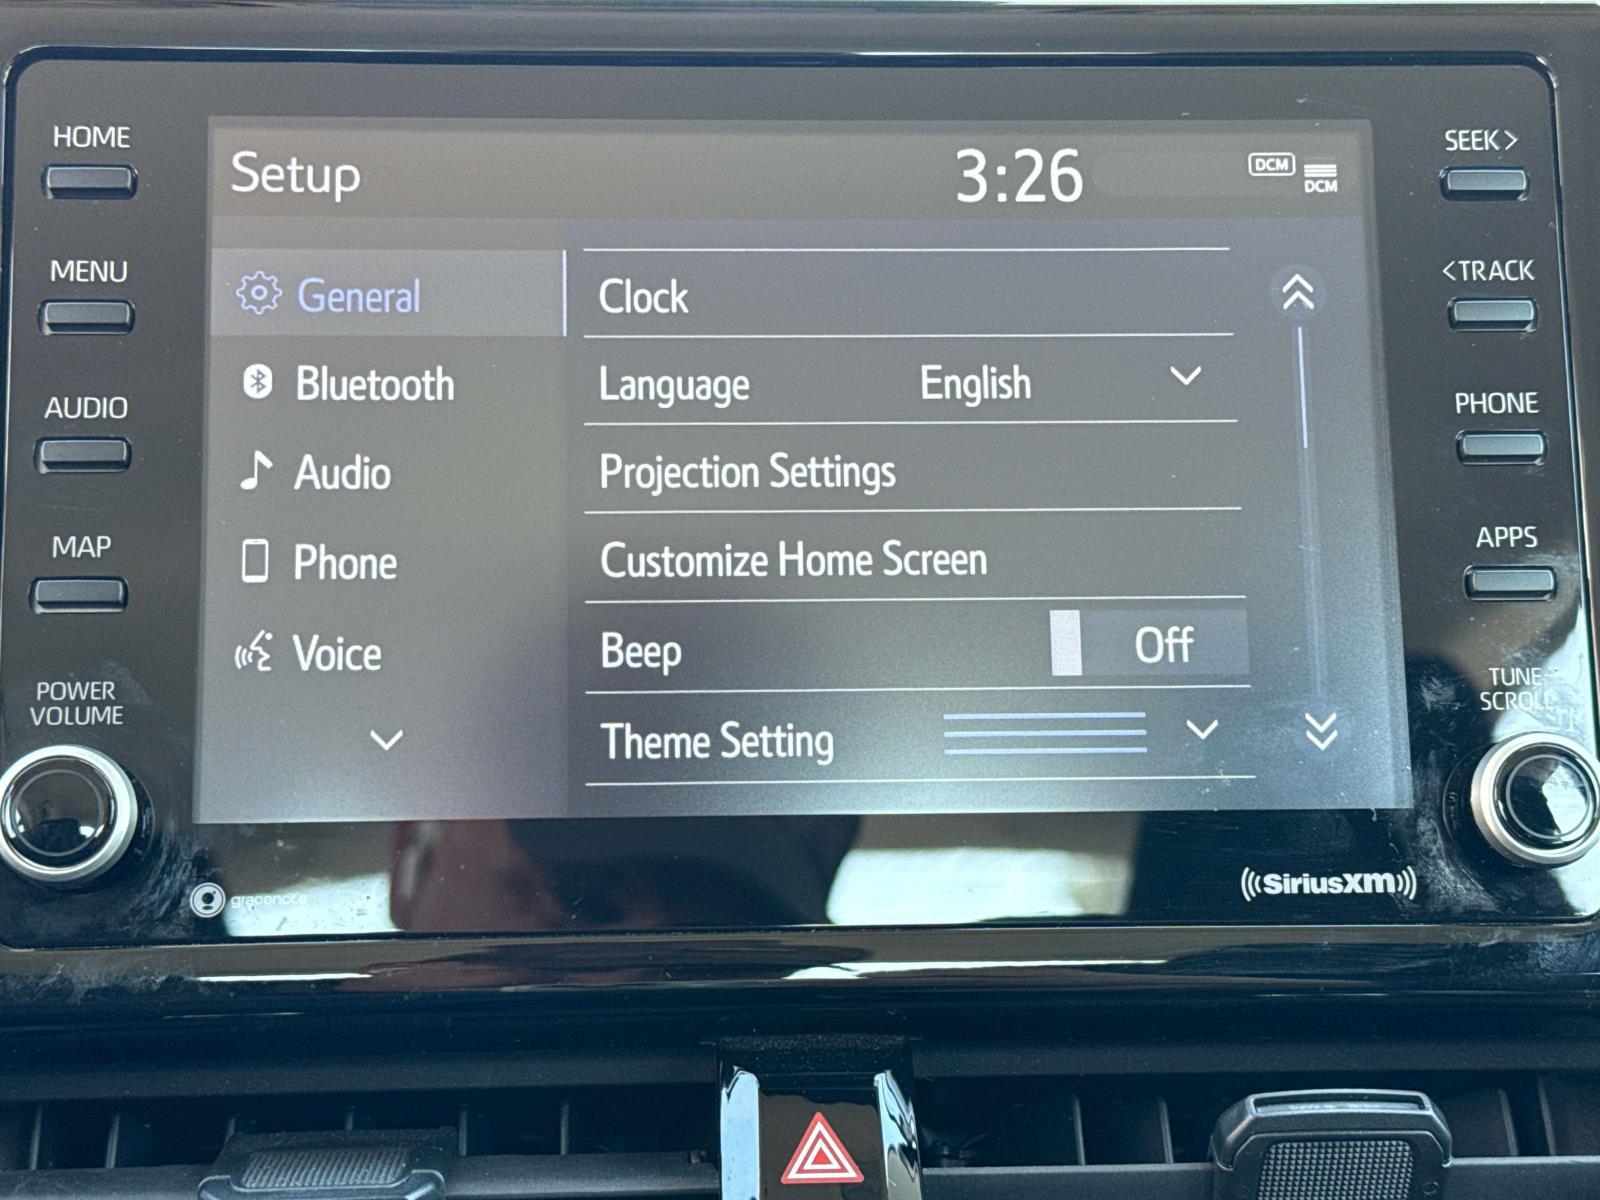 HOME
MENU
AUDIO
MAP
POWER
VOLUME
Setup
3:26
DCM
DCM
General
Bluetooth
Audio
Phone
Voice
Clock
Language English
Projection Settings
Customize Home Screen
Beep Off
Theme Setting
SEEK>
<TRACK
PHONE
APPS
TUNE
SCROLL
gracenote
SiriusXM